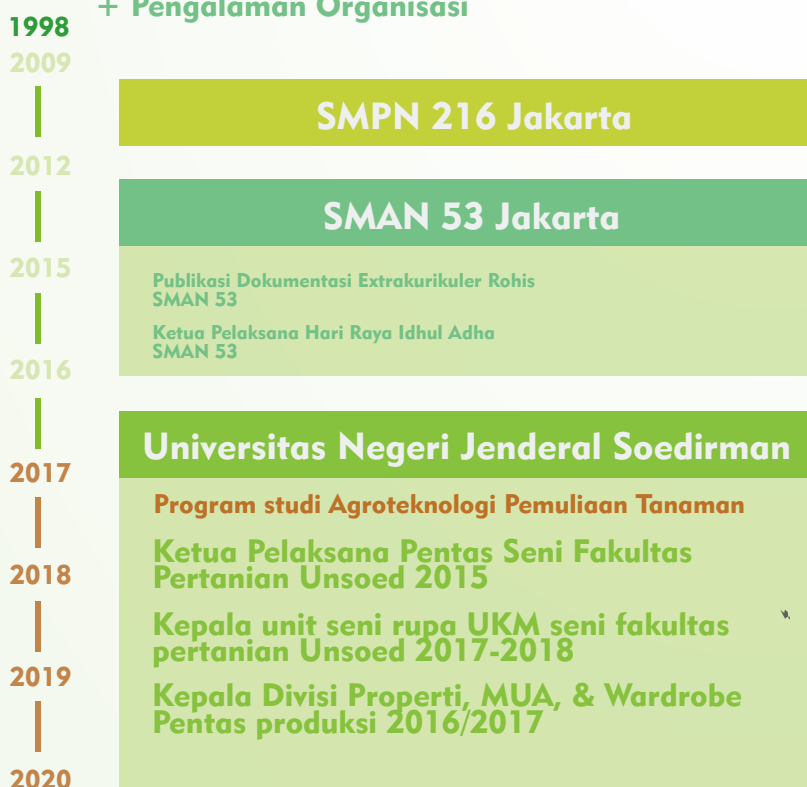 + Pengalaman Organisasi
1998
2009
SMPN 216 Jakarta
2012
SMAN 53 Jakarta
2015
Publikasi Dokumentasi Extrakurikuler Rohis
SMAN 53
Ketua Pelaksana Hari Raya Idhul Adha
SMAN 53
2016
Universitas Negeri Jenderal Soedirman
2017
Program studi Agroteknologi Pemuliaan Tanaman
Ketua Pelaksana Pentas Seni Fakultas
Pertanian Unsoed 2015
2018
Kepala unit seni rupa UKM seni fakultas
pertanian Unsoed 2017-2018
2019
Kepala Divisi Properti, MUA, & Wardrobe
Pentas produksi 2016/2017
2020